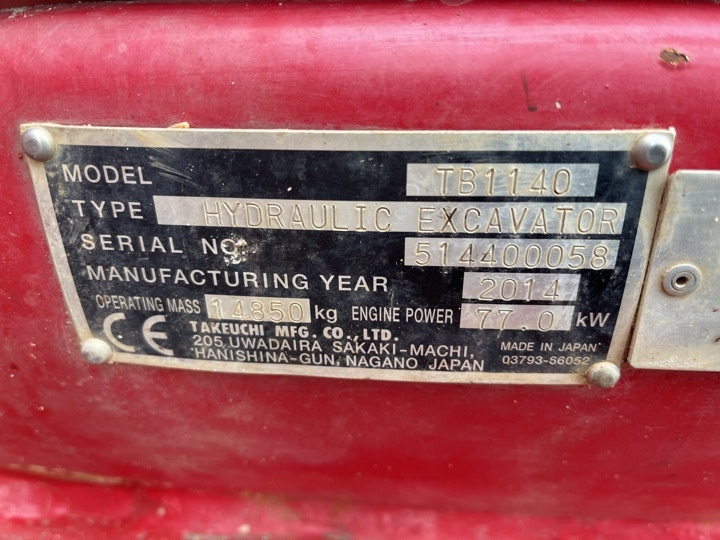 MODEL TB1140
TYPE HYDRAULIC EXCAVATOR
SERIAL NO. 514400058
MANUFACTURING YEAR 2014
OPERATING MASS 14850 kg ENGINE POWER 77.0 kW
CE TAKEUCHI MFG. CO., LTD.
205 UWADAIRA SAKAKI-MACHI, MADE IN JAPAN
HANISHINA-GUN, NAGANO JAPAN 03793-S6052